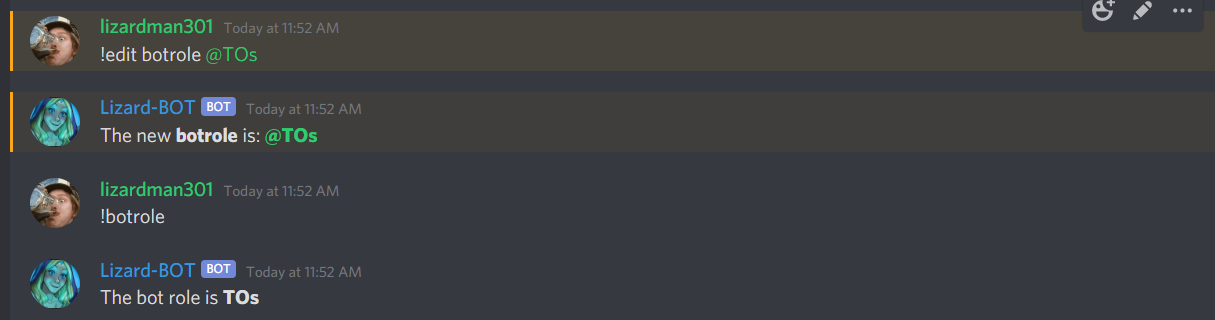 lizardman301 Today at 11:52 AM
!edit botrole @TOs
Lizard-BOT BOT Today at 11:52 AM
The new botrole is: @TOs
lizardman301 Today at 11:52 AM
!botrole
Lizard-BOT BOT Today at 11:52 AM
The bot role is TOs